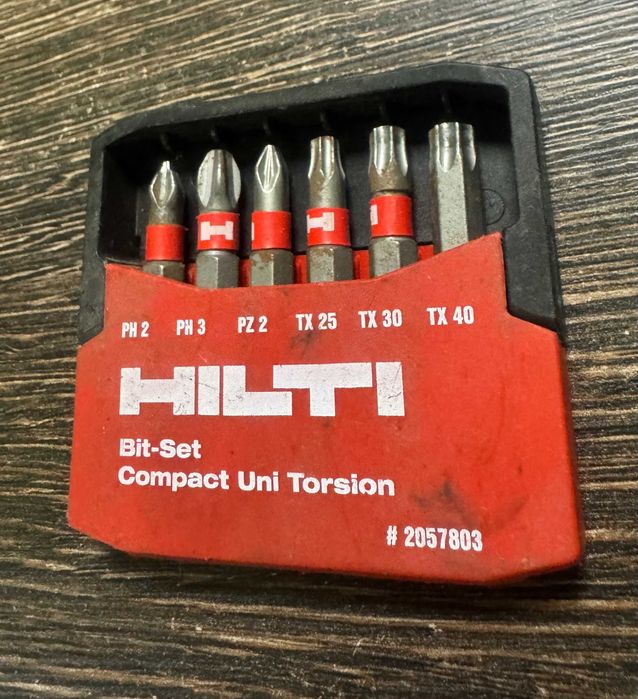 PH 2 PH 3 PZ 2 TX 25 TX 30 TX 40
HILTI
Bit-Set
Compact Uni Torsion
# 2057803